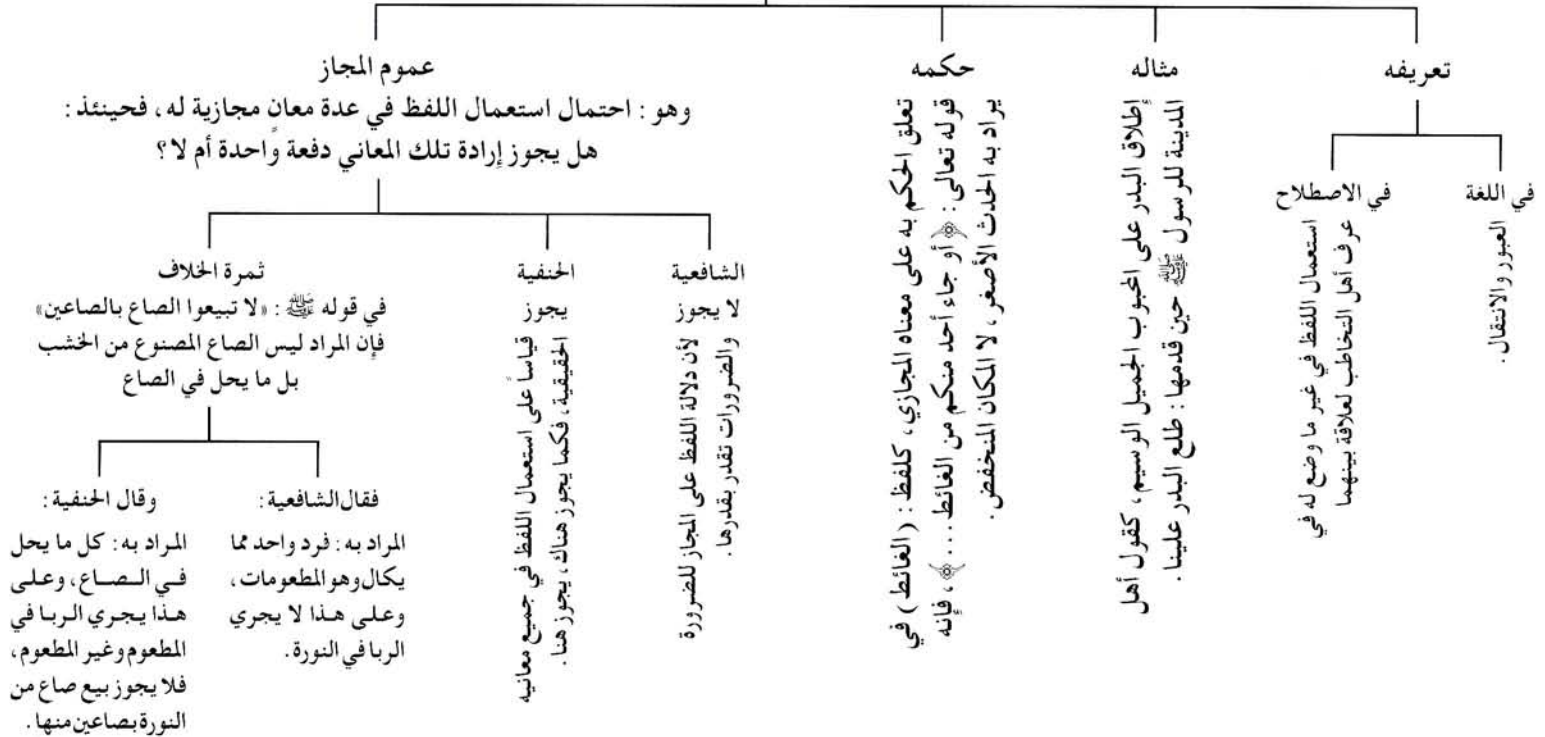 تعريفه
في اللغة
العبور والانتقال .
في الاصطلاح
استعمال اللفظ في غير ما وضع له في
عرف أهل التخاطب لعلاقة بينهما
مثاله
إطلاق البدر على المحبوب الجميل الوسيم ، كقول أهل
المدينة للرسول ﷺ حين قدمها : طلع البدر علينا .
حكمه
تعلق الحكم به على معناه المجازي ، كلفظ : ( الغائط ) في
قوله تعالى : ﴿ أو جاء أحد منكم من الغائط ... ﴾ ، فإنه
يراد به الحدث الأصغر ، لا المكان المنخفض .
عموم المجاز
وهو : احتمال استعمال اللفظ في عدة معان مجازية له ، فحينئذ :
هل يجوز إرادة تلك المعاني دفعة واحدة أم لا ؟
الشافعية
لا يجوز
لأن دلالة اللفظ على المجاز للضرورة
والضرورات تقدر بقدرها .
الحنفية
يجوز
قياساً على استعمال اللفظ في جميع معانيه
الحقيقية ، فكما يجوز هناك ، يجوز هنا .
ثمرة الخلاف
في قوله ﷺ : «لا تبيعوا الصاع بالصاعين»
فإن المراد ليس الصاع المصنوع من الخشب
بل ما يحل في الصاع
فقال الشافعية :
المراد به : فرد واحد مما
يكال وهو المطعومات ،
وعلى هذا لا يجري
الربا في النورة .
وقال الحنفية :
المراد به : كل ما يحل
في الصاع ، وعلى
هذا يجري الربا في
المطعوم وغير المطعوم ،
فلا يجوز بيع صاع من
النورة بصاعين منها .